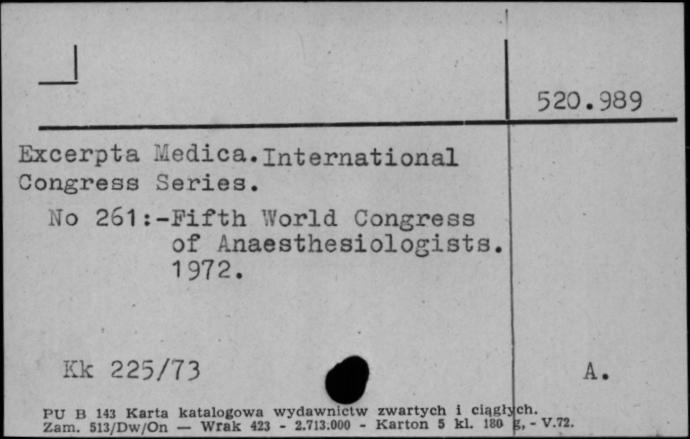 520.989
Excerpta Medica.International
Congress Series.
No 261:-Fifth World Congress
of Anaesthesiologists.
1972.
Kk 225/73 A.
PU B 143 Karta katalogowa wydawnictw zwartych i ciągłych.
Zam. 513/Dw/On — Wrak 423 - 2.713.000 - Karton 5 kl. 180 g, - V.72.